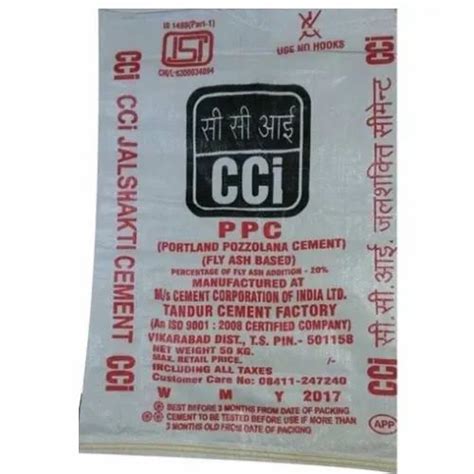 IS 1489(Part-1)
ISI
CM/L-6300034894
USE NO HOOKS
CCi CCi JALSHAKTI CEMENT CCi
सी सी आई
CCi
PPC
(PORTLAND POZZOLANA CEMENT)
(FLY ASH BASED)
PERCENTAGE OF FLY ASH ADDITION - 20%
MANUFACTURED AT
M/s CEMENT CORPORATION OF INDIA LTD.
TANDUR CEMENT FACTORY
(An ISO 9001 : 2008 CERTIFIED COMPANY)
VIKARABAD DIST., T.S. PIN.- 501158
NET WEIGHT 50 KG.
MAX. RETAIL PRICE. /-
INCLUDING ALL TAXES
Customer Care No: 08411-247240
W M Y 2017
BEST BEFORE 3 MONTHS FROM DATE OF PACKING
CEMENT TO BE TESTED BEFORE USE IF MORE THAN
3 MONTHS OLD FROM DATE OF PACKING
CCi सी. सी. आई. जलशक्ति सीमेन्ट CCi
APP